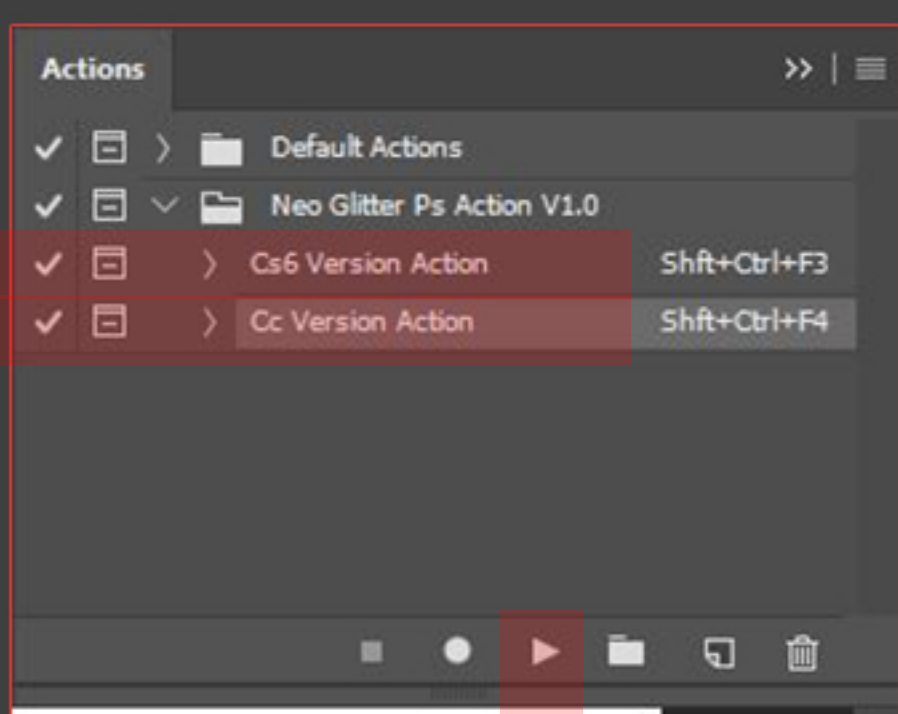 Actions
Default Actions
Neo Glitter Ps Action V1.0
Cs6 Version Action Shft+Ctrl+F3
Cc Version Action Shft+Ctrl+F4